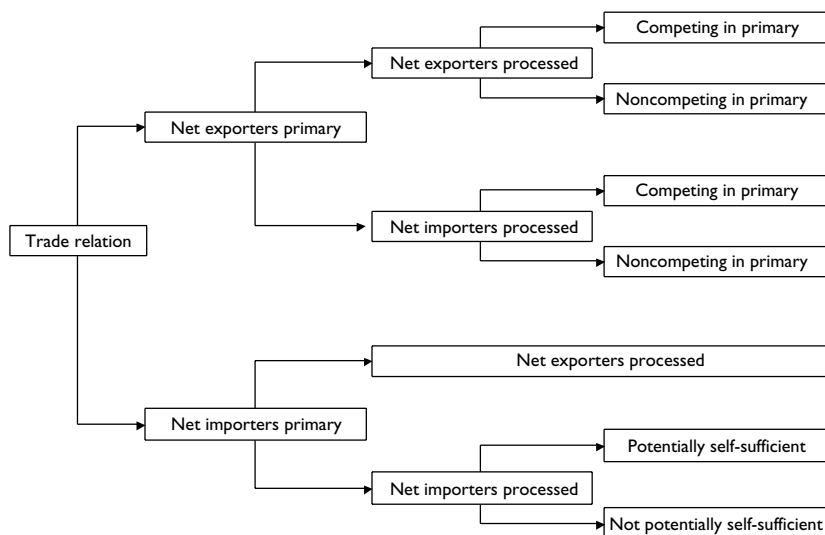 Competing in primary
Net exporters processed
Noncompeting in primary
Net exporters primary
Competing in primary
Net importers processed
Trade relation
Noncompeting in primary
Net exporters processed
Net importers primary
Potentially self-sufficient
Net importers processed
Not potentially self-sufficient